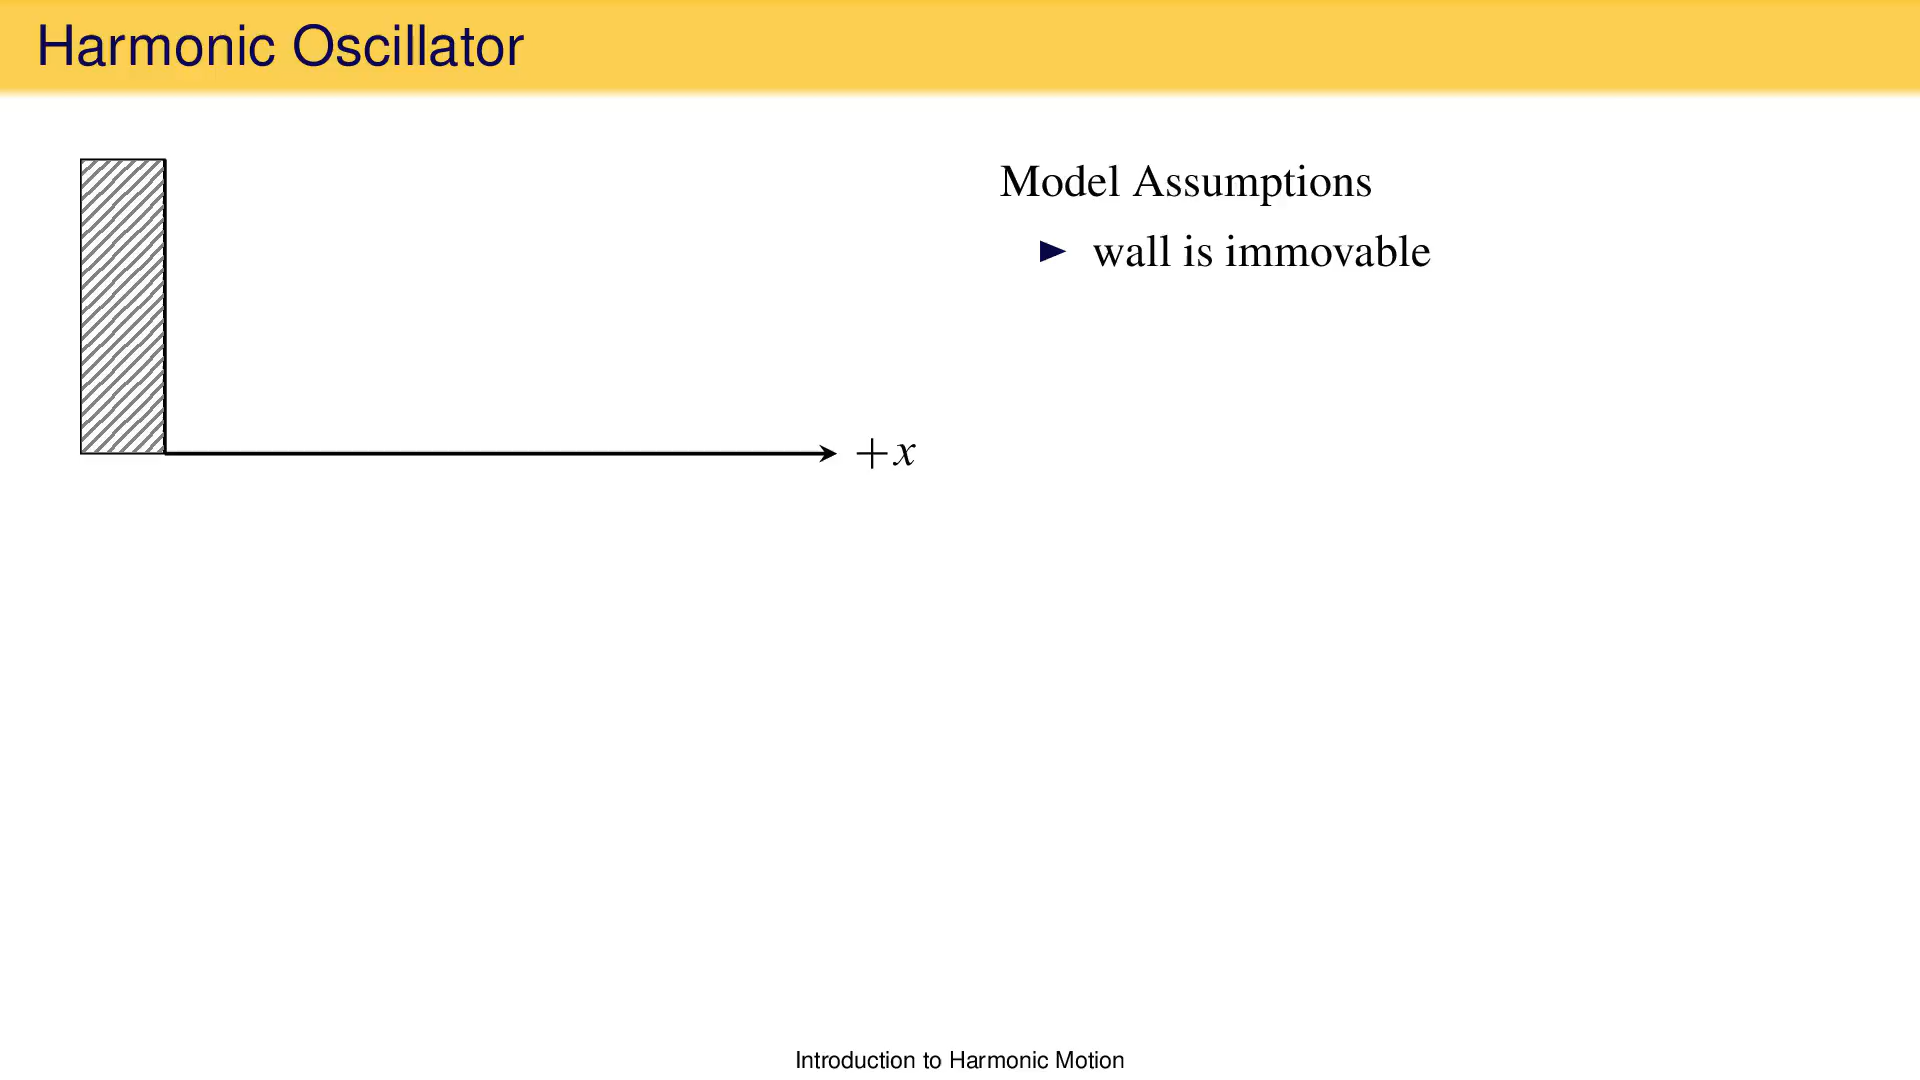 Harmonic Oscillator
Model Assumptions
▶ wall is immovable
+x
Introduction to Harmonic Motion